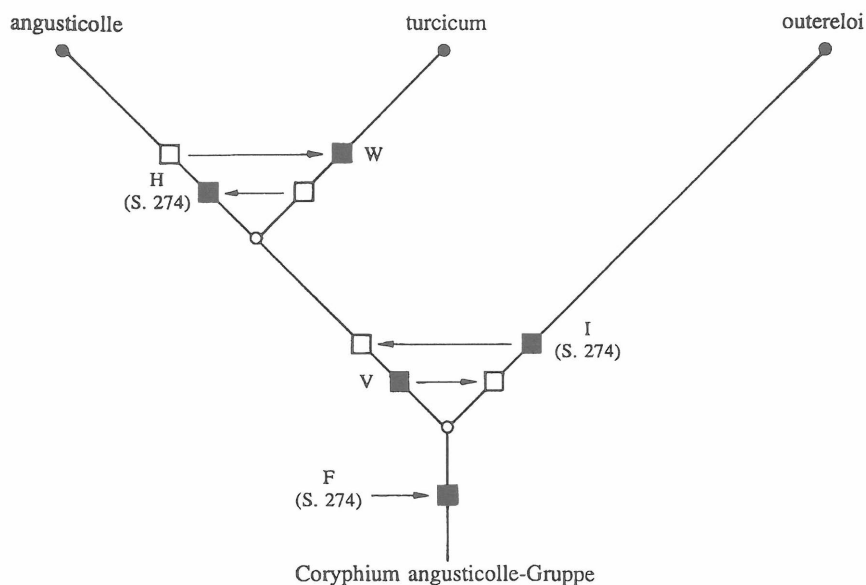 angusticolle
turcicum
outereloi
W
H
(S. 274)
I
(S. 274)
V
F
(S. 274)
Coryphium angusticolle-Gruppe